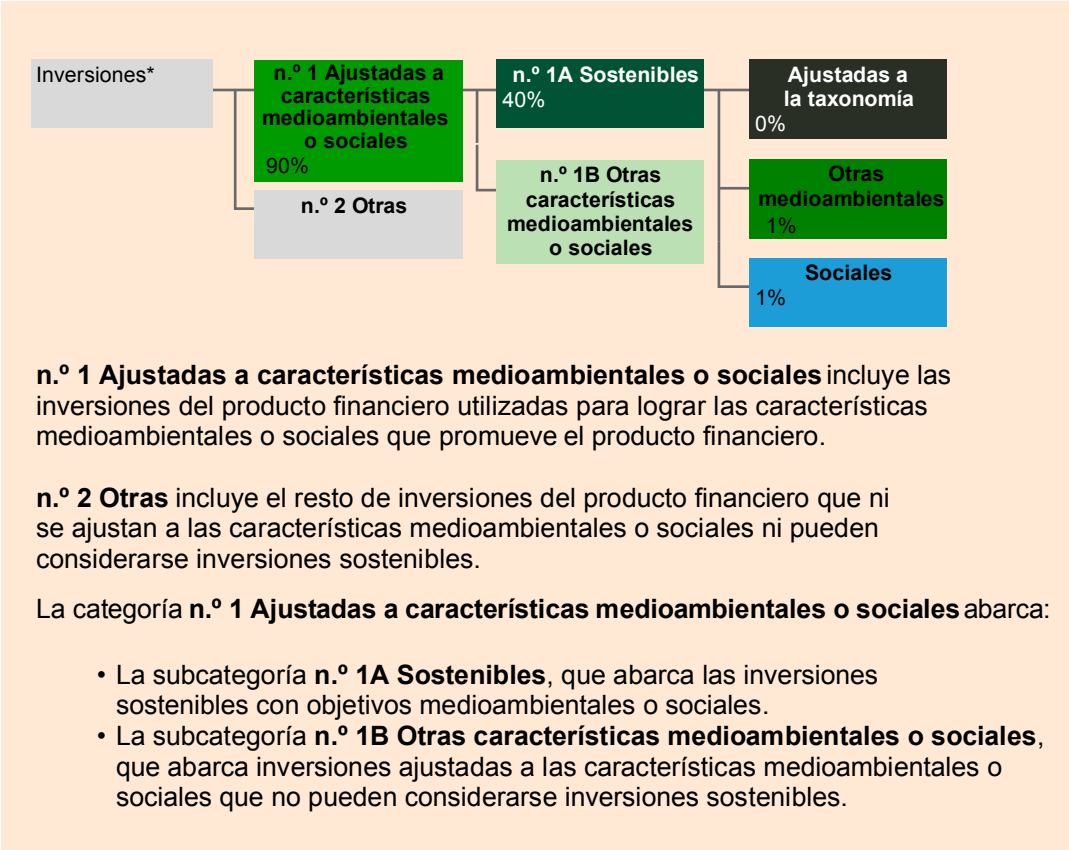 Inversiones*
n.º 1 Ajustadas a
características
medioambientales
o sociales
90%
n.º 2 Otras
n.º 1A Sostenibles
40%
n.º 1B Otras
características
medioambientales
o sociales
Ajustadas a
la taxonomía
0%
Otras
medioambientales
1%
Sociales
1%
n.º 1 Ajustadas a características medioambientales o sociales incluye las
inversiones del producto financiero utilizadas para lograr las características
medioambientales o sociales que promueve el producto financiero.
n.º 2 Otras incluye el resto de inversiones del producto financiero que ni
se ajustan a las características medioambientales o sociales ni pueden
considerarse inversiones sostenibles.
La categoría n.º 1 Ajustadas a características medioambientales o sociales abarca:
• La subcategoría n.º 1A Sostenibles, que abarca las inversiones
sostenibles con objetivos medioambientales o sociales.
• La subcategoría n.º 1B Otras características medioambientales o sociales,
que abarca inversiones ajustadas a las características medioambientales o
sociales que no pueden considerarse inversiones sostenibles.